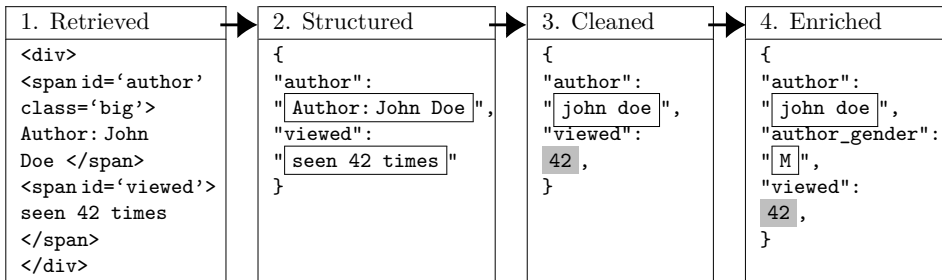 1. Retrieved
<div>
<span id=‘author’
class=‘big’>
Author: John
Doe </span>
<span id=‘viewed’>
seen 42 times
</span>
</div>
2. Structured
{
"author":
"Author: John Doe",
"viewed":
"seen 42 times"
}
3. Cleaned
{
"author":
"john doe",
"viewed":
42,
}
4. Enriched
{
"author":
"john doe",
"author_gender":
"M",
"viewed":
42,
}